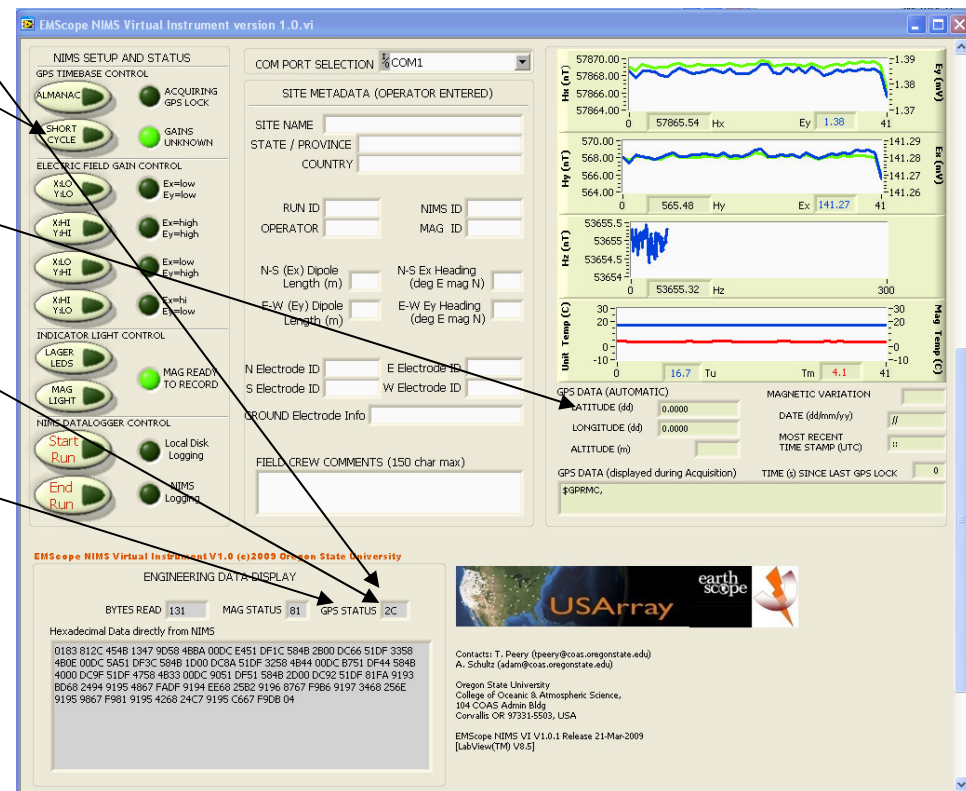 EMScope NIMS Virtual Instrument version 1.0.vi
NIMS SETUP AND STATUS
GPS TIMEBASE CONTROL
ALMANAC
ACQUIRING GPS LOCK
SHORT CYCLE
GAINS UNKNOWN
ELECTRIC FIELD GAIN CONTROL
X:LO Y:LO
Ex=low Ey=low
X:HI Y:HI
Ex=high Ey=high
X:LO Y:HI
Ex=low Ey=high
X:HI Y:LO
Ex=hi Ey=low
INDICATOR LIGHT CONTROL
LAGER LEDS
MAG READY TO RECORD
MAG LIGHT
NIMS DATALOGGER CONTROL
Start Run
Local Disk Logging
End Run
NIMS Logging
COM PORT SELECTION
COM1
SITE METADATA (OPERATOR ENTERED)
SITE NAME
STATE / PROVINCE
COUNTRY
RUN ID
NIMS ID
OPERATOR
MAG ID
N-S (Ex) Dipole Length (m)
N-S Ex Heading (deg E mag N)
E-W (Ey) Dipole Length (m)
E-W Ey Heading (deg E mag N)
N Electrode ID
E Electrode ID
S Electrode ID
W Electrode ID
GROUND Electrode Info
FIELD CREW COMMENTS (150 char max)
Hx (nT)
57870.00
57868.00
57866.00
57864.00
0
57865.54 Hx
Ey 1.38
41
-1.39
-1.38
-1.37
Ey (mV)
Hy (nT)
570.00
568.00
566.00
564.00
0
565.48 Hy
Ex 141.27
41
-141.29
-141.28
-141.27
-141.26
Ex (mV)
Hz (nT)
53655.5
53655
53654.5
53654
0
53655.32 Hz
300
Unit Temp (C)
30
20
0
-10
0
16.7 Tu
Tm 4.1
41
-30
-20
-0
--10
Mag Temp (C)
GPS DATA (AUTOMATIC)
LATITUDE (dd) 0.0000
LONGITUDE (dd) 0.0000
ALTITUDE (m)
MAGNETIC VARIATION
DATE (dd/mm/yy) //
MOST RECENT TIME STAMP (UTC) ::
GPS DATA (displayed during Acquisition)
TIME (s) SINCE LAST GPS LOCK 0
$GPRMC,
EMScope NIMS Virtual Instrument V1.0 (c)2009 Oregon State University
ENGINEERING DATA DISPLAY
BYTES READ 131 MAG STATUS 81 GPS STATUS 2C
Hexadecimal Data directly from NIMS
0183 812C 454B 1347 9D58 4BBA 00DC E451 DF1C 584B 2B00 DC66 51DF 3358
4B0E 00DC 5A51 DF3C 584B 1D00 DC8A 51DF 3258 4B44 00DC B751 DF44 584B
4000 DC9F 51DF 4758 4B33 00DC 9051 DF51 584B 2D00 DC92 51DF 81FA 9193
BD68 2494 9195 4867 FADF 9194 EE68 25B2 9196 8767 F9B6 9197 3468 256E
9195 9867 F981 9195 4268 24C7 9195 C667 F9DB 04
USArray
earth
scope
Contacts: T. Peery (tpeery@coas.oregonstate.edu)
A. Schultz (adam@coas.oregonstate.edu)
Oregon State University
College of Oceanic & Atmospheric Science,
104 COAS Admin Bldg
Corvallis OR 97331-5503, USA
EMScope NIMS VI V1.0.1 Release 21-Mar-2009
[LabView(TM) V8.5]